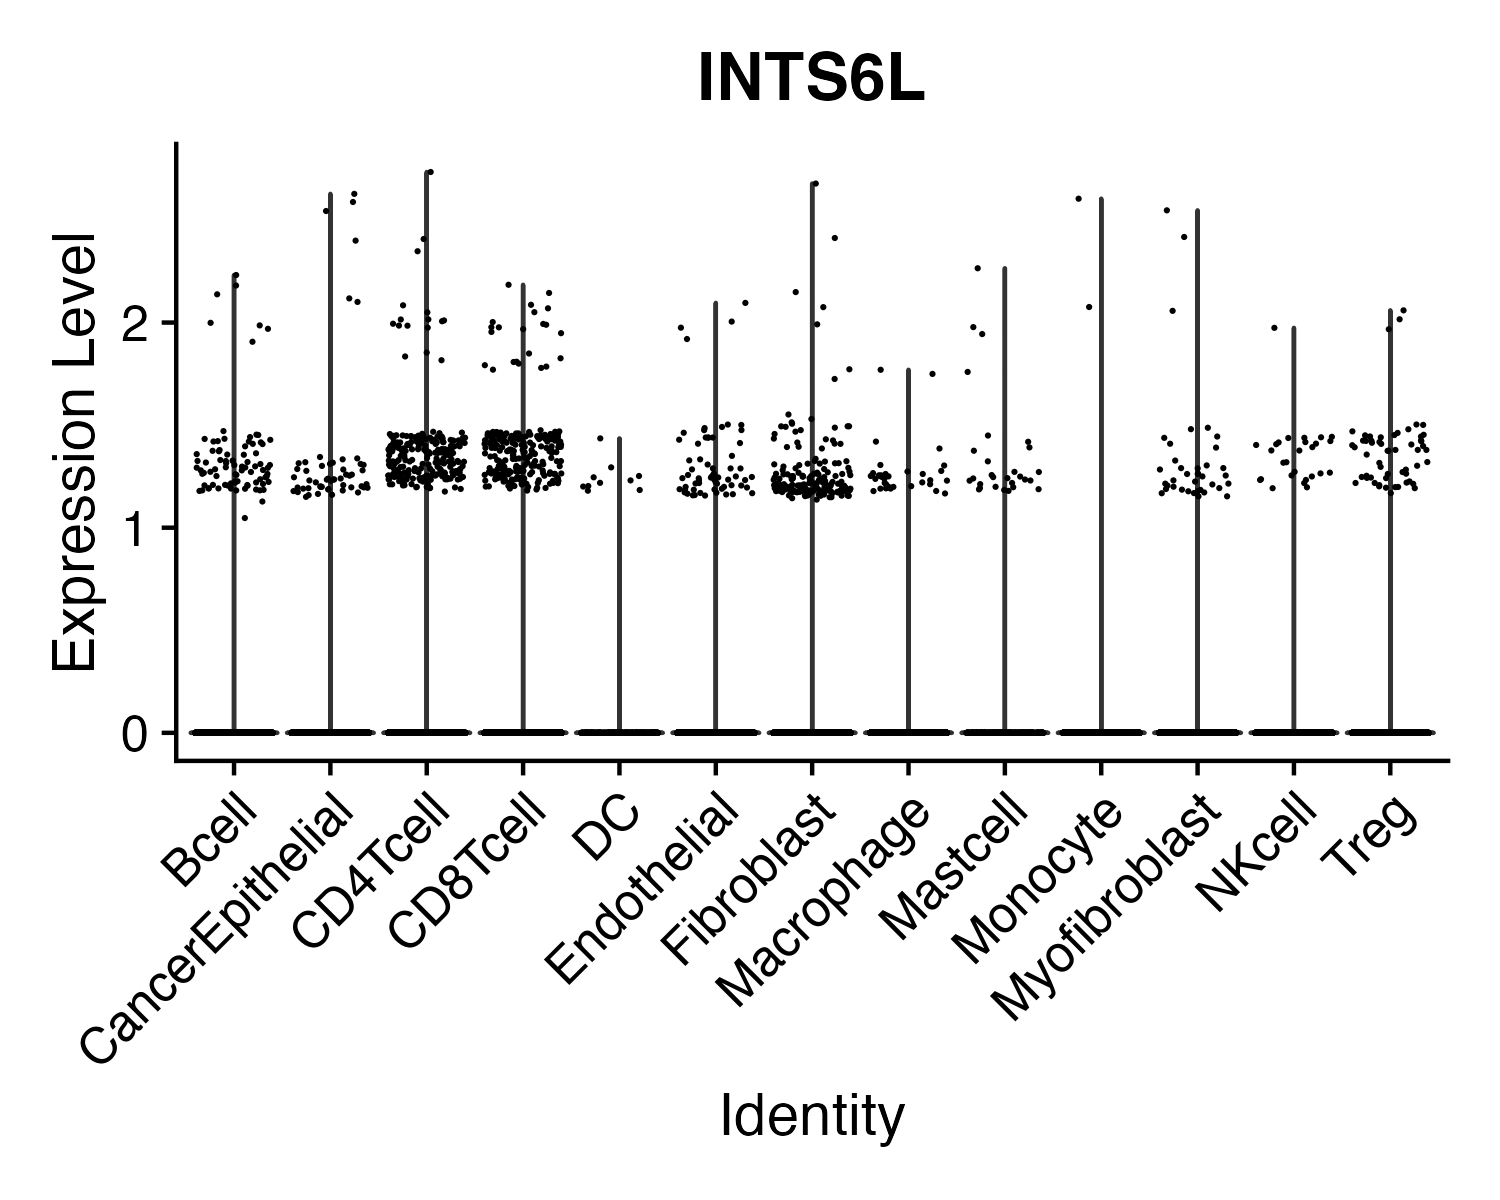 INTS6L
Expression Level
2
1
0
Bcell
CancerEpithelial
CD4Tcell
CD8Tcell
DC
Endothelial
Fibroblast
Macrophage
Mastcell
Monocyte
Myofibroblast
NKcell
Treg
Identity